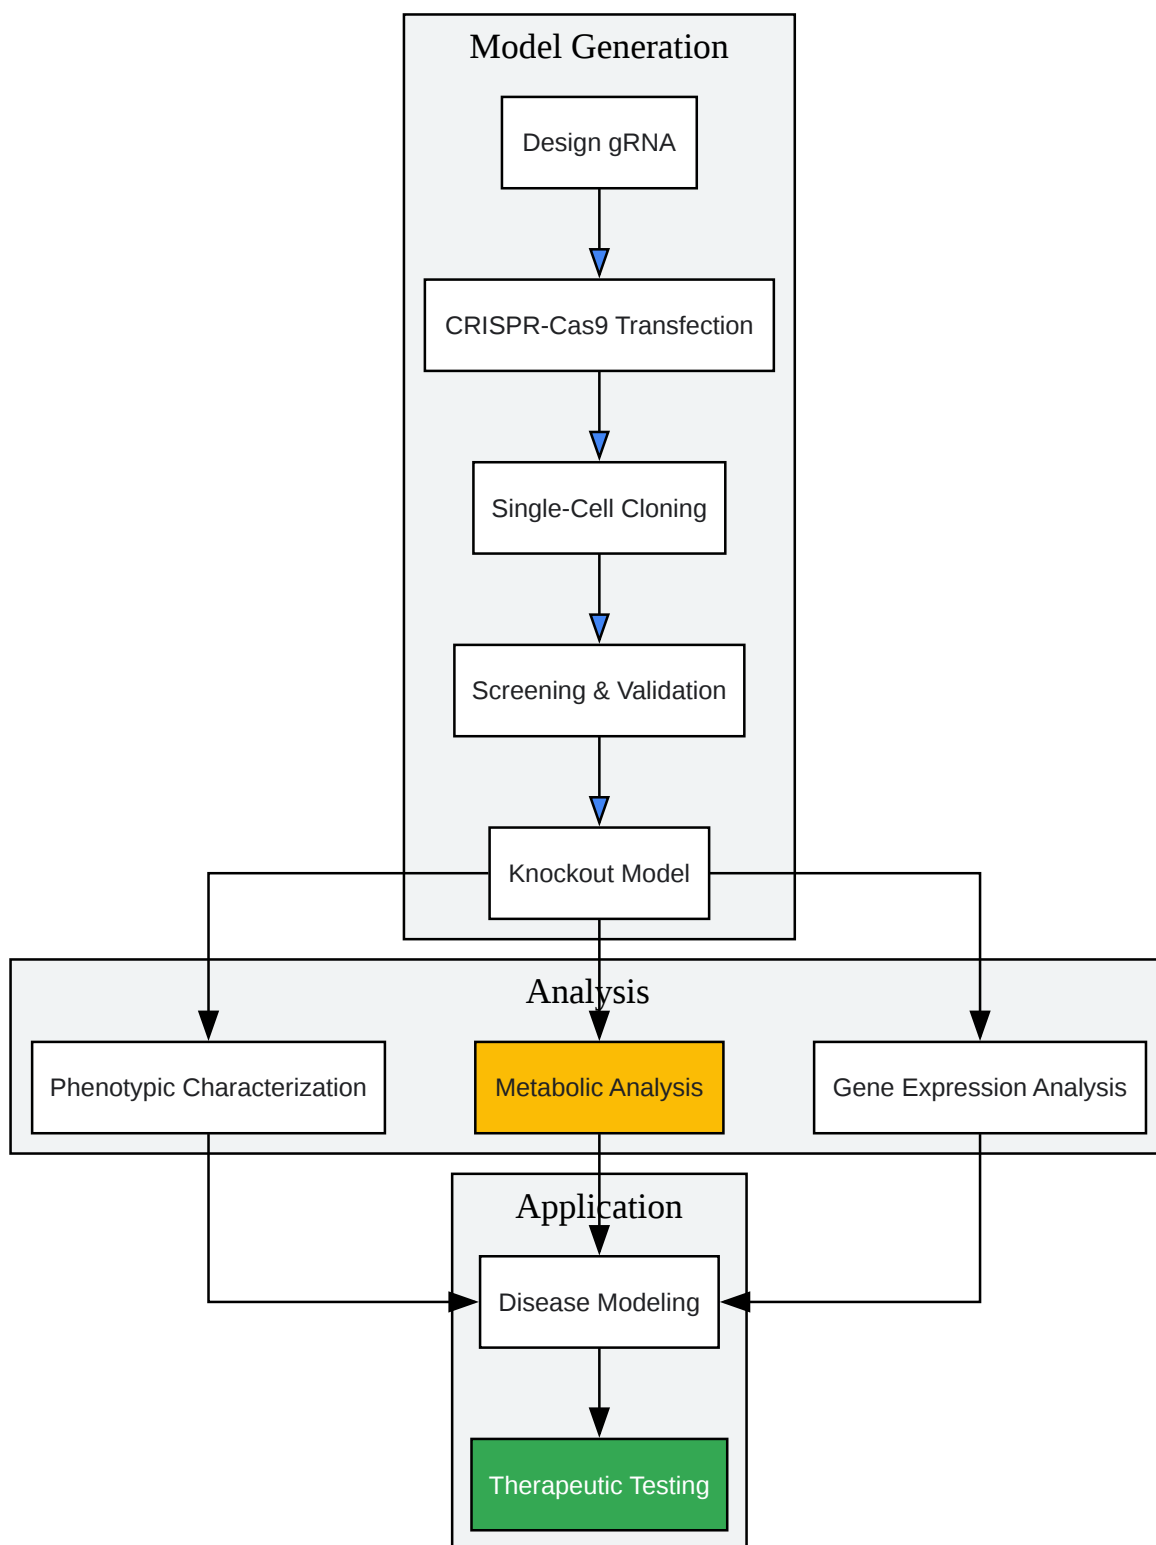 Model Generation
Design gRNA
CRISPR-Cas9 Transfection
Single-Cell Cloning
Screening & Validation
Knockout Model
Analysis
Phenotypic Characterization
Metabolic Analysis
Gene Expression Analysis
Application
Disease Modeling
Therapeutic Testing